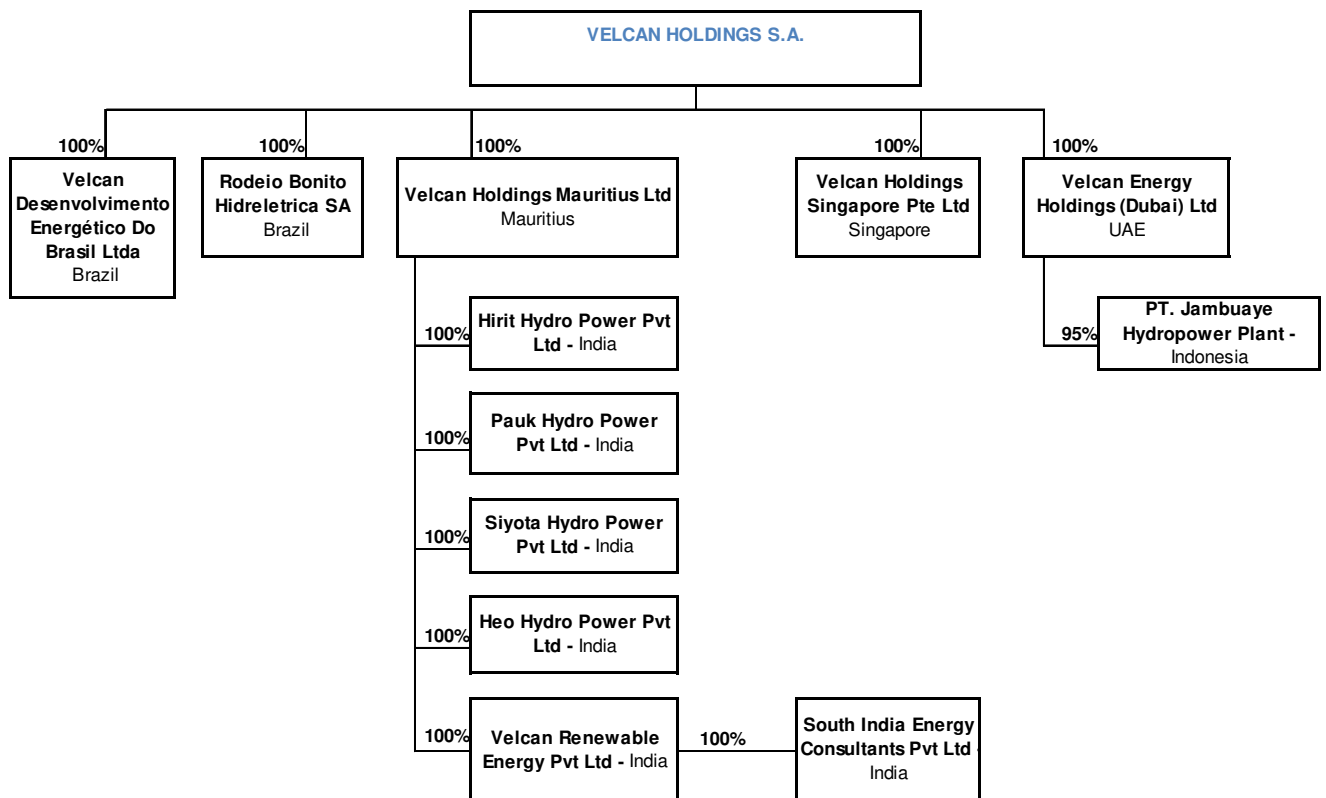 VELCAN HOLDINGS S.A.
100%
100%
100%
100%
100%
Velcan
Desenvolvimento
Energético Do
Brasil Ltda
Brazil
Rodeio Bonito
Hidreletrica SA
Brazil
Velcan Holdings Mauritius Ltd
Mauritius
Velcan Holdings
Singapore Pte Ltd
Singapore
Velcan Energy
Holdings (Dubai) Ltd
UAE
100%
Hirit Hydro Power Pvt
Ltd - India
95%
PT. Jambuaye
Hydropower Plant -
Indonesia
100%
Pauk Hydro Power
Pvt Ltd - India
100%
Siyota Hydro Power
Pvt Ltd - India
100%
Heo Hydro Power Pvt
Ltd - India
100%
Velcan Renewable
Energy Pvt Ltd - India
100%
South India Energy
Consultants Pvt Ltd -
India